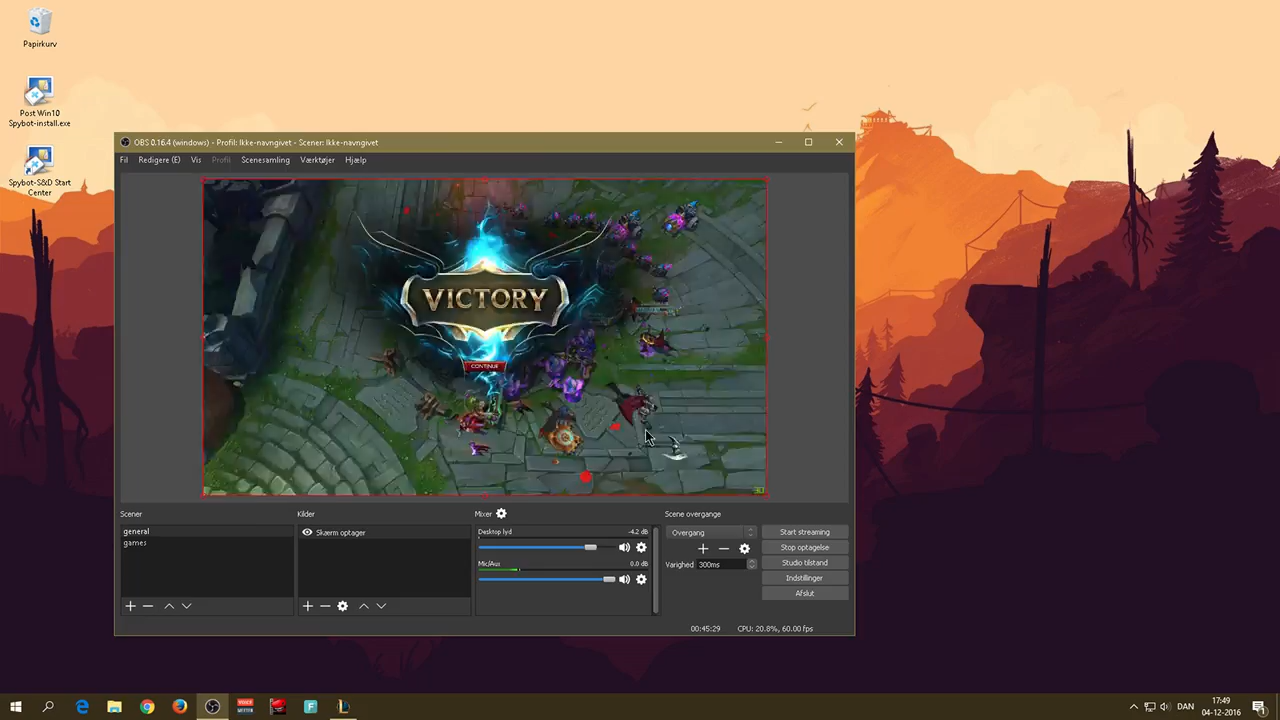 Papirkurv
Post Win10
Spybot-install.exe
Spybot-S&D Start
Center
OBS 0.16.4 (windows) - Profil: Ikke-navngivet - Scener: Ikke-navngivet
Fil Redigere (E) Vis Profil Scenesamling Værktøjer Hjælp
VICTORY
CONTINUE
Scener
general
games
Kilder
Skærm optager
Mixer
Desktop lyd -4.2 dB
Mic/Aux 0.0 dB
Scene overgange
Overgang
Varighed 300ms
Start streaming
Stop optagelse
Studio tilstand
Indstillinger
Afslut
00:45:29 CPU: 20.8%, 60.00 fps
DAN
17:49
04-12-2016